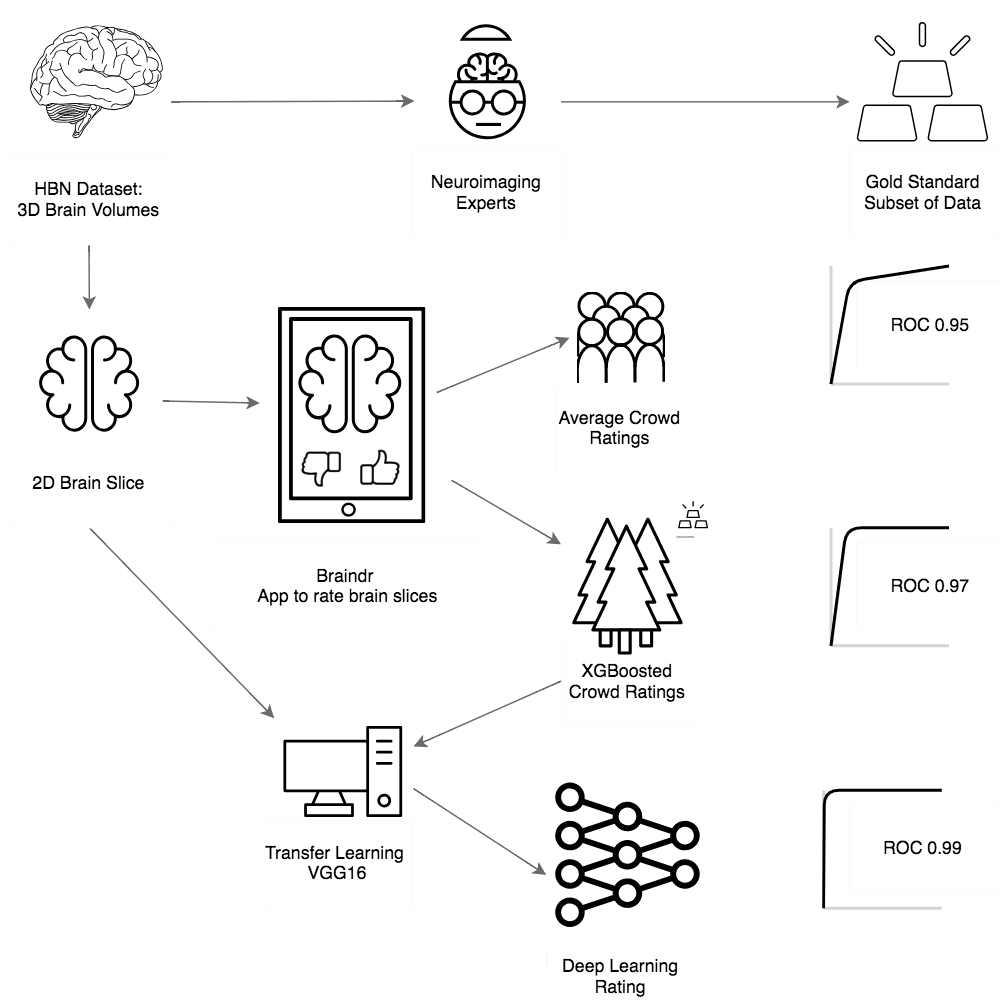 HBN Dataset:
3D Brain Volumes
Neuroimaging
Experts
Gold Standard
Subset of Data
2D Brain Slice
Braindr
App to rate brain slices
Average Crowd
Ratings
ROC 0.95
XGBoosted
Crowd Ratings
ROC 0.97
Transfer Learning
VGG16
Deep Learning
Rating
ROC 0.99